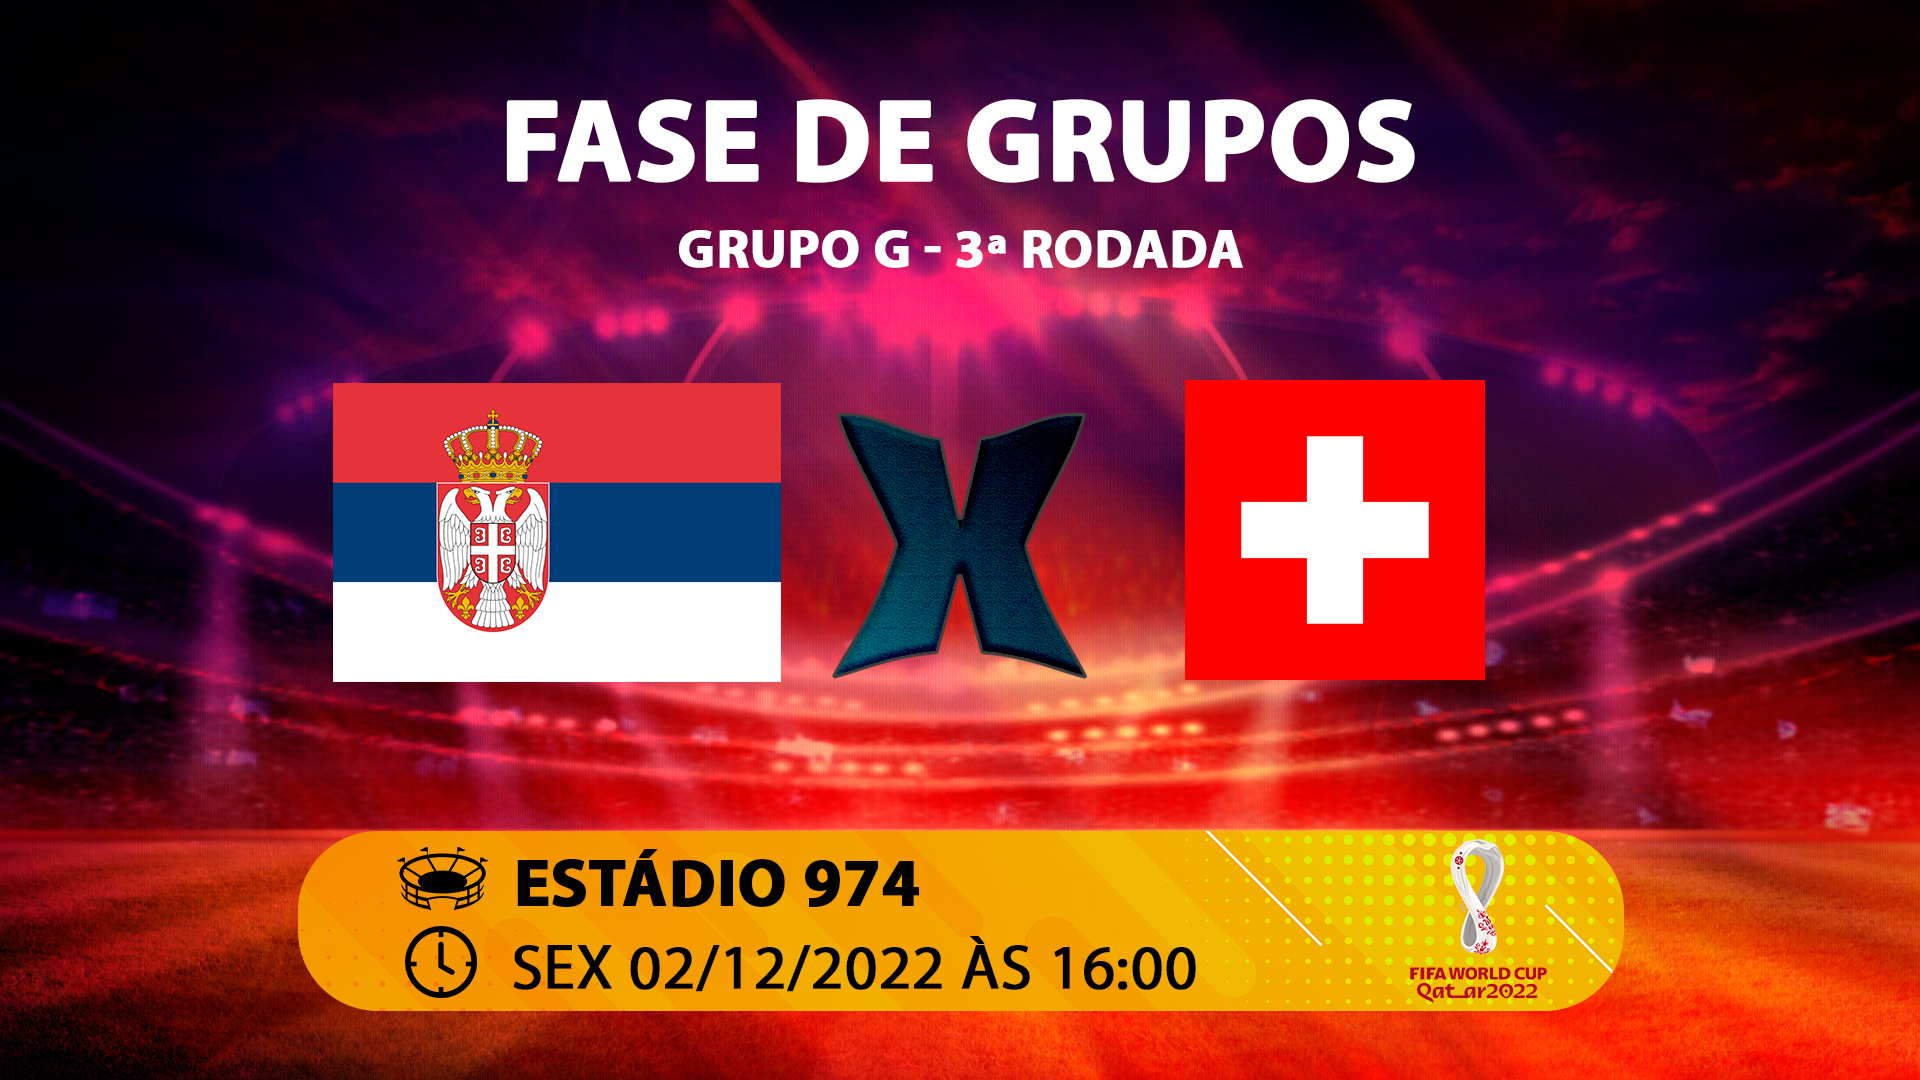 FASE DE GRUPOS
GRUPO G - 3ª RODADA
X
ESTÁDIO 974
SEX 02/12/2022 ÀS 16:00
FIFA WORLD CUP
Qatar2022